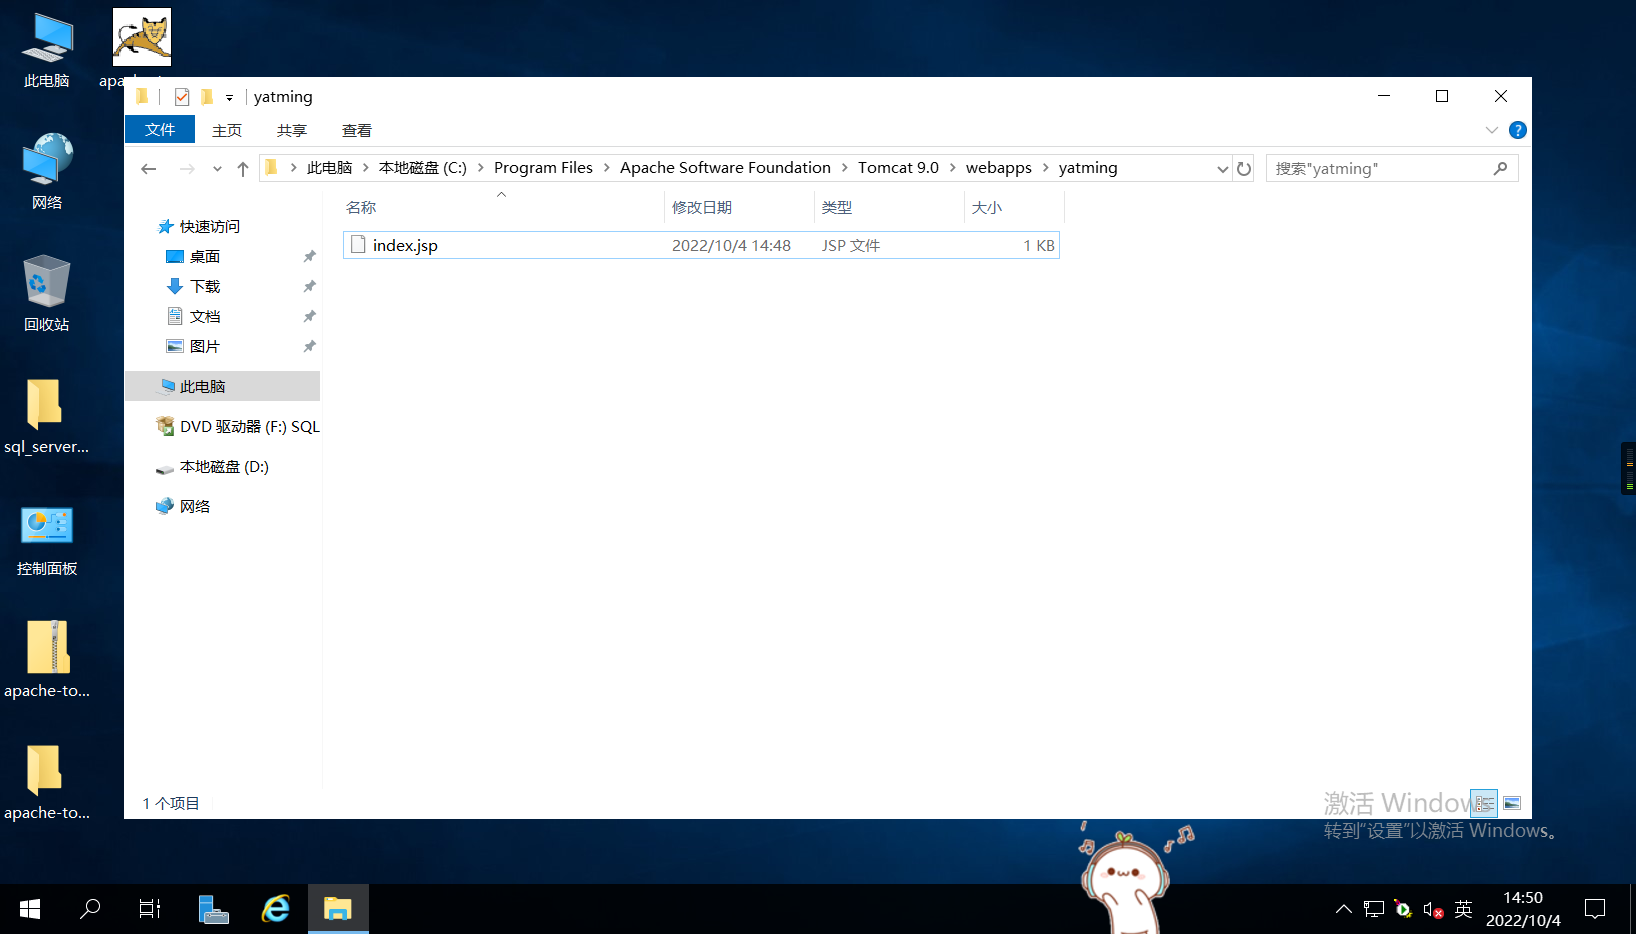 此电脑
网络
回收站
sql_server...
控制面板
apache-to...
apache-to...
yatming
文件
主页
共享
查看
此电脑
本地磁盘 (C:)
Program Files
Apache Software Foundation
Tomcat 9.0
webapps
yatming
搜索"yatming"
名称
修改日期
类型
大小
index.jsp
2022/10/4 14:48
JSP 文件
1 KB
快速访问
桌面
下载
文档
图片
此电脑
DVD 驱动器 (F:) SQL
本地磁盘 (D:)
网络
1 个项目
激活 Window
转到"设置"以激活 Windows。
英
14:50
2022/10/4